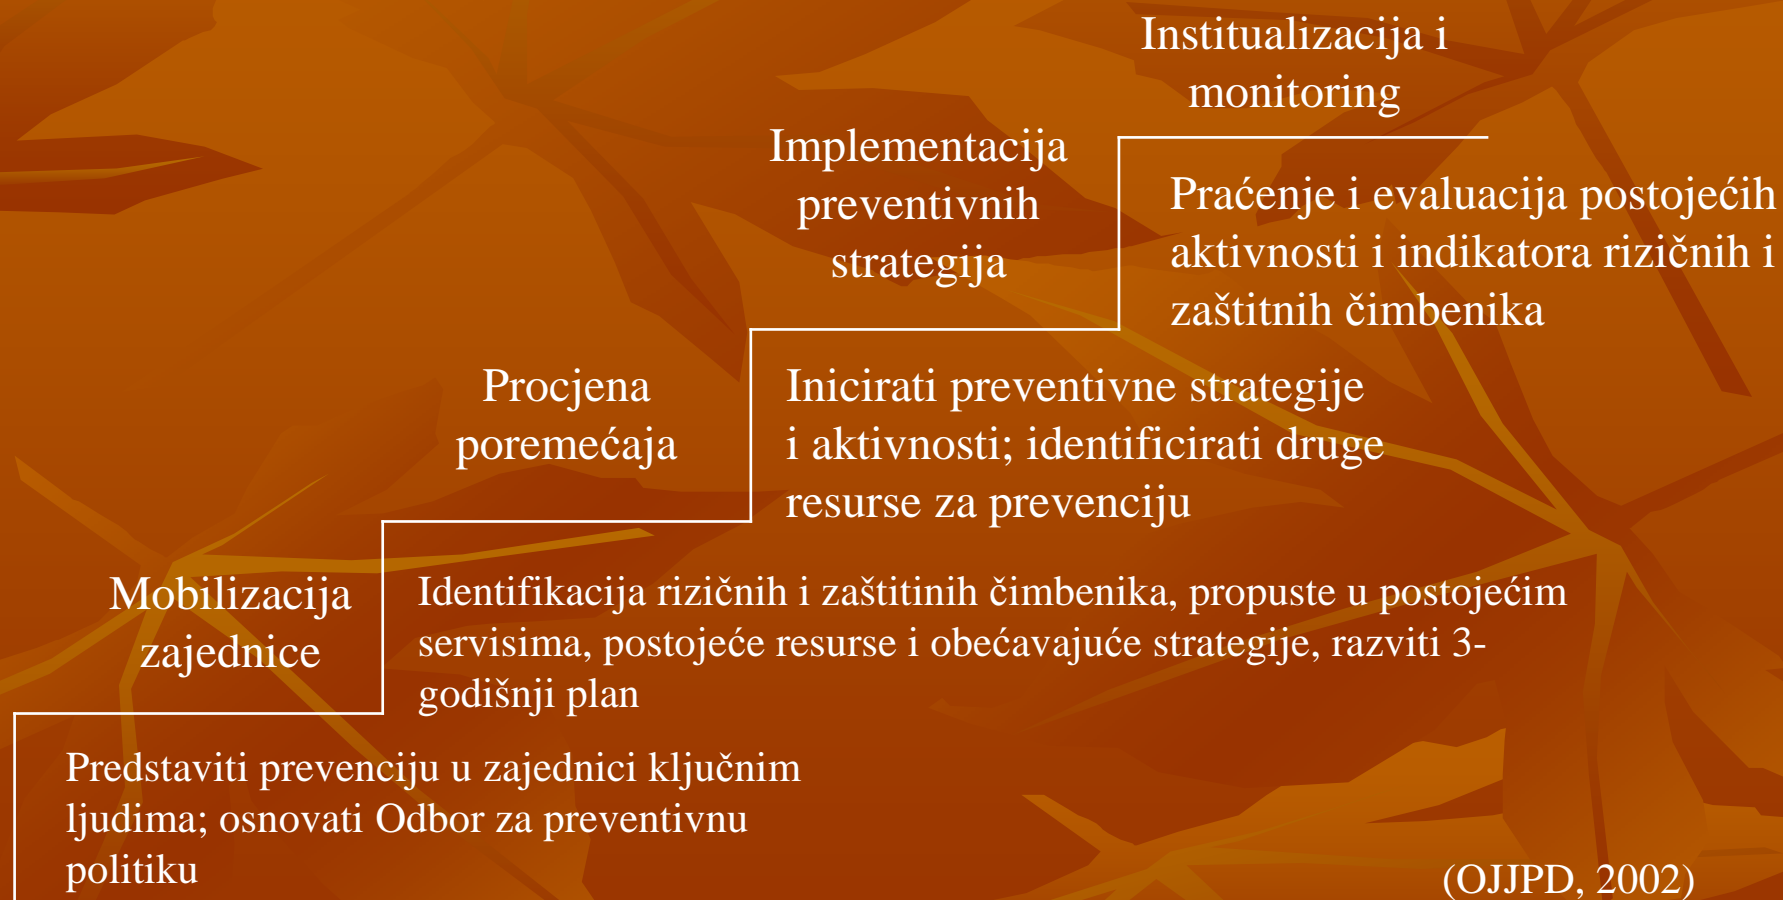 Institualizacija i
monitoring
Implementacija
preventivnih
strategija
Praćenje i evaluacija postojećih
aktivnosti i indikatora rizičnih i
zaštitnih čimbenika
Procjena
poremećaja
Inicirati preventivne strategije
i aktivnosti; identificirati druge
resurse za prevenciju
Mobilizacija
zajednice
Identifikacija rizičnih i zaštitinih čimbenika, propuste u postojećim
servisima, postojeće resurse i obećavajuće strategije, razviti 3-
godišnji plan
Predstaviti prevenciju u zajednici ključnim
ljudima; osnovati Odbor za preventivnu
politiku
(OJJPD, 2002)